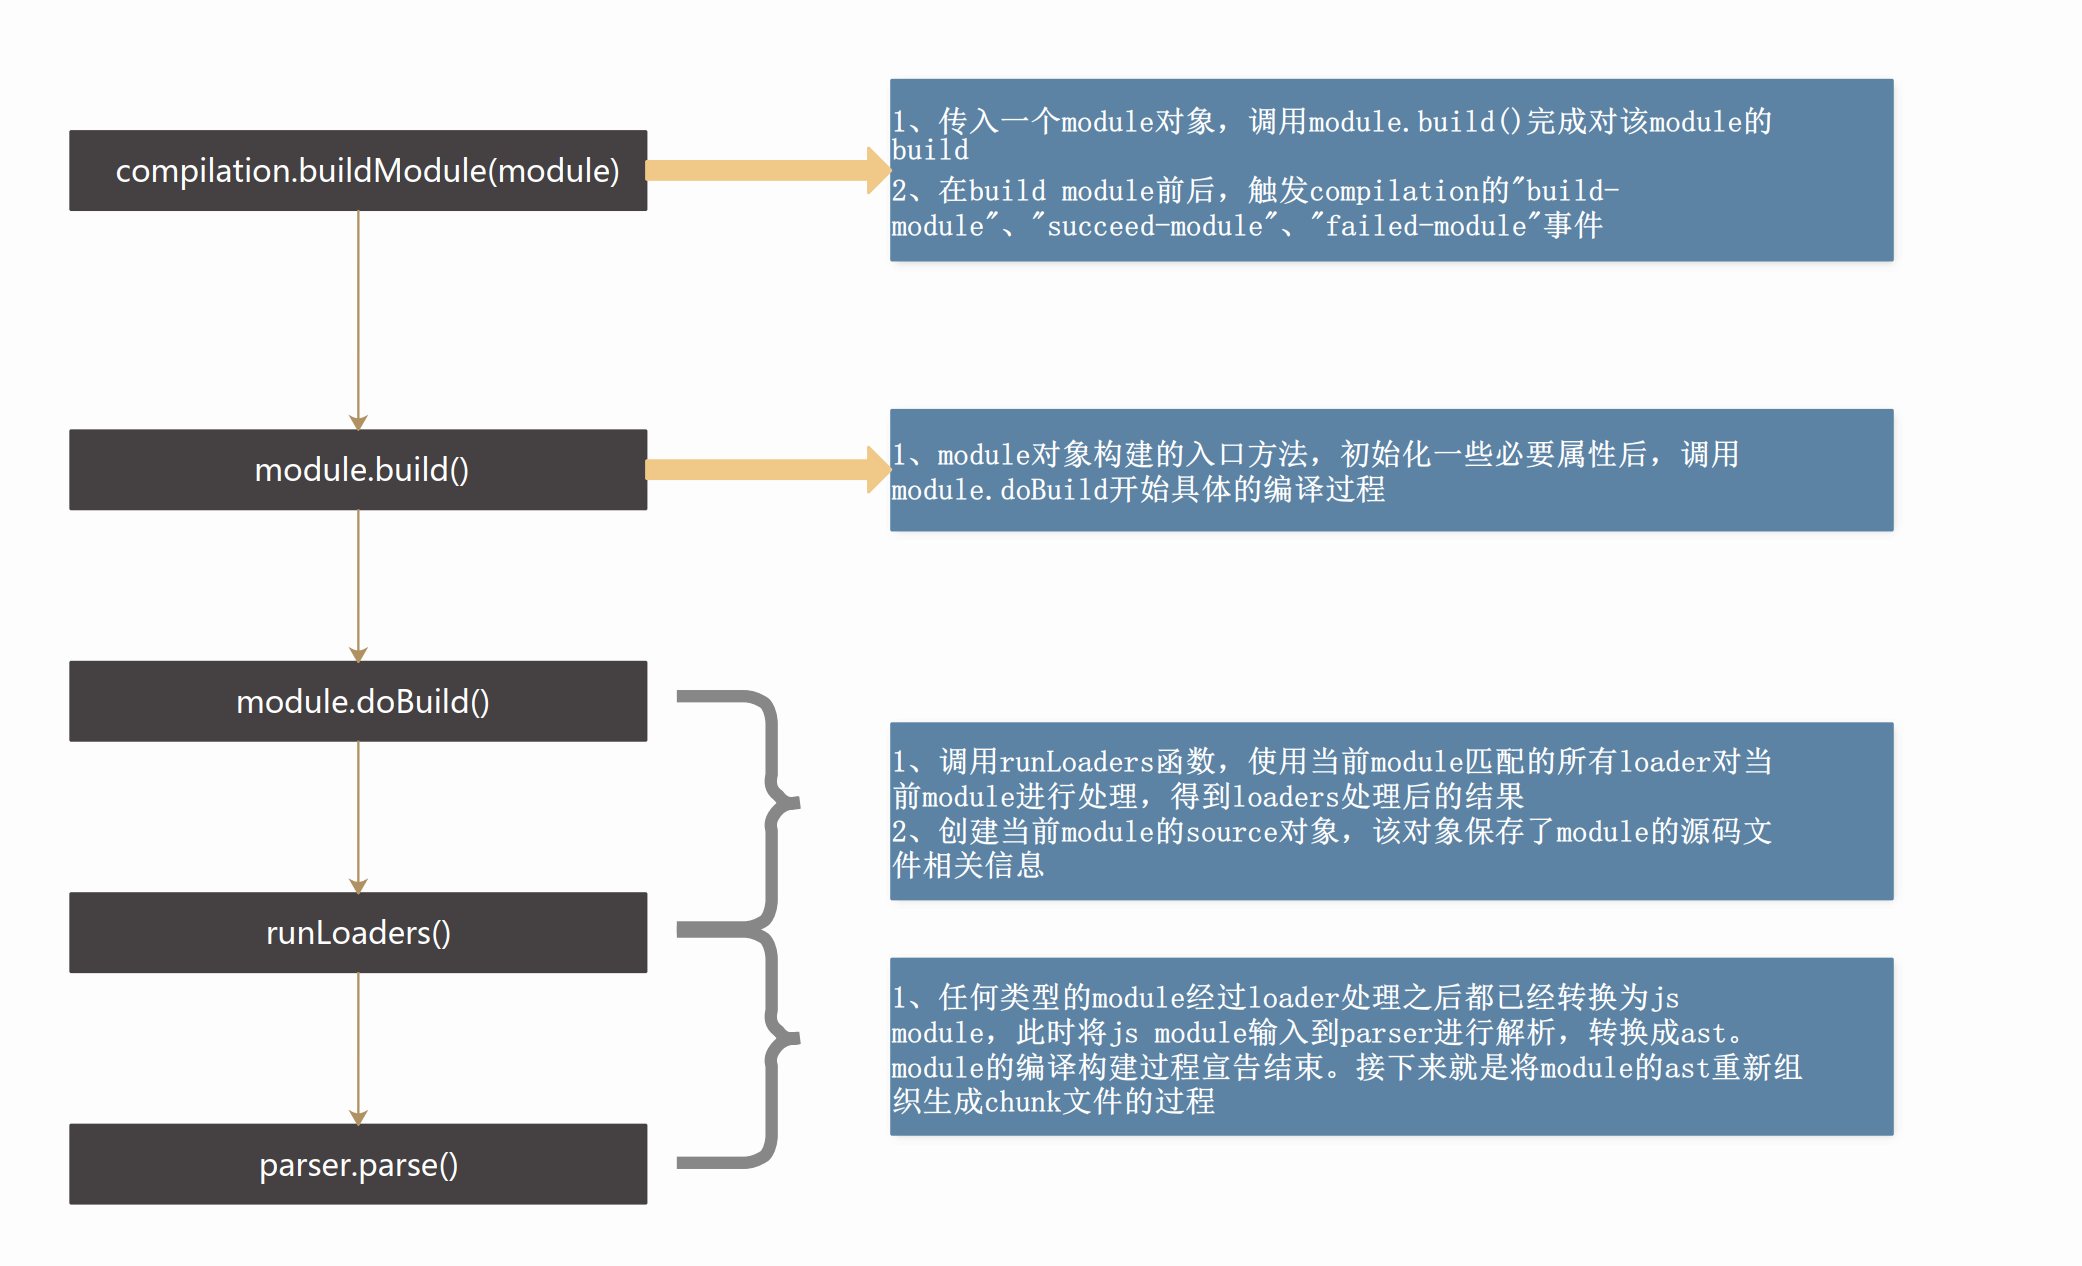 compilation.buildModule(module)
1、传入一个module对象，调用module.build()完成对该module的
build
2、在build module前后，触发compilation的"build-
module"、"succeed-module"、"failed-module"事件
module.build()
1、module对象构建的入口方法，初始化一些必要属性后，调用
module.doBuild开始具体的编译过程
module.doBuild()
1、调用runLoaders函数，使用当前module匹配的所有loader对当
前module进行处理，得到loaders处理后的结果
2、创建当前module的source对象，该对象保存了module的源码文
件相关信息
runLoaders()
1、任何类型的module经过loader处理之后都已经转换为js
module，此时将js module输入到parser进行解析，转换成ast。
module的编译构建过程宣告结束。接下来就是将module的ast重新组
织生成chunk文件的过程
parser.parse()